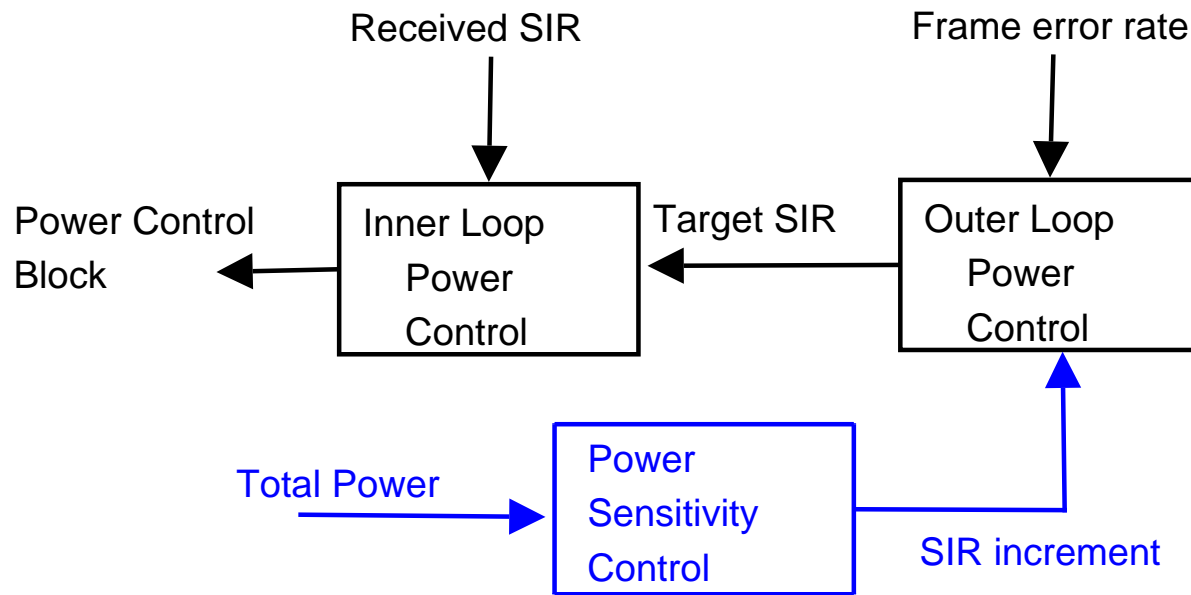 Received SIR
Frame error rate
Power Control
Block
Inner Loop
Power
Control
Target SIR
Outer Loop
Power
Control
Total Power
Power
Sensitivity
Control
SIR increment